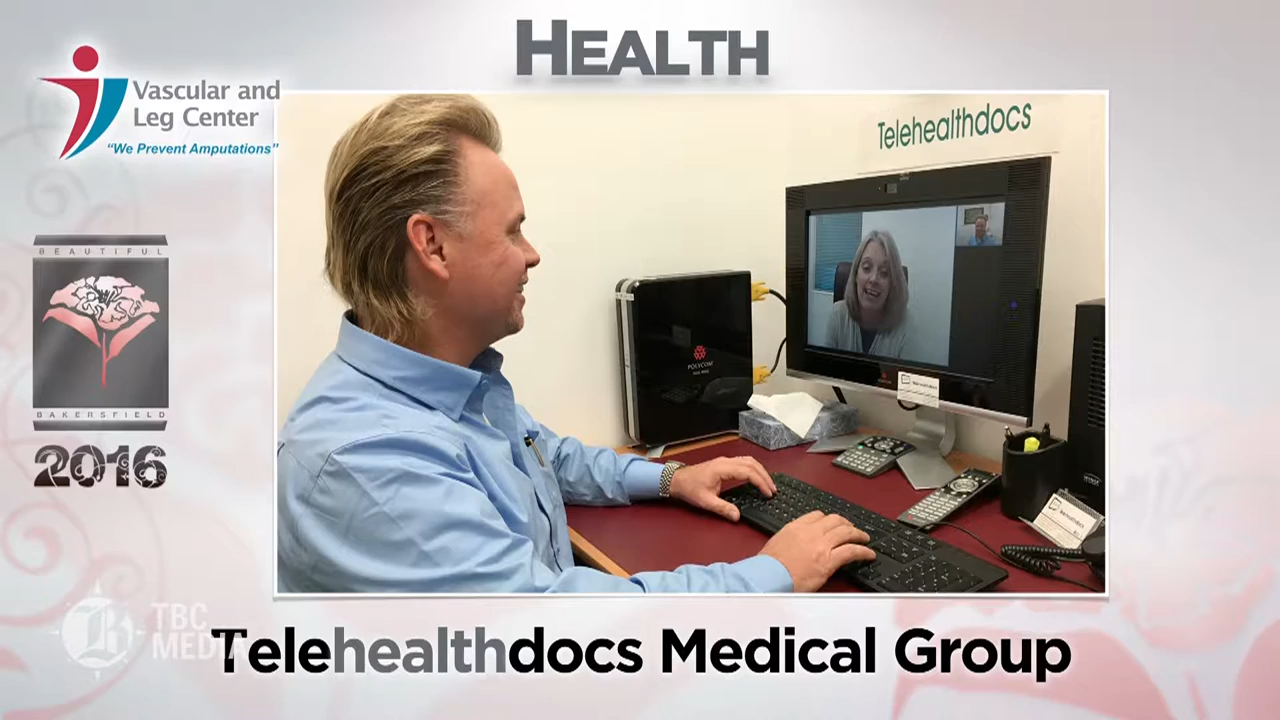 HEALTH
Vascular and
Leg Center
"We Prevent Amputations"
Telehealthdocs
BEAUTIFUL
POLYCOM
BAKERSFIELD
2016
TBC
MEDIA
Telehealthdocs Medical Group